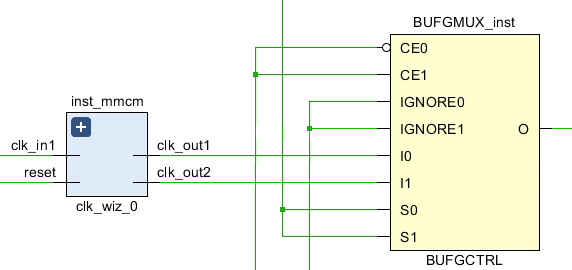 BUFGMUX_inst
CE0
CE1
inst_mmcm
IGNORE0
clk_in1
clk_out1
IGNORE1
O
reset
clk_out2
I0
I1
clk_wiz_0
S0
S1
BUFGCTRL